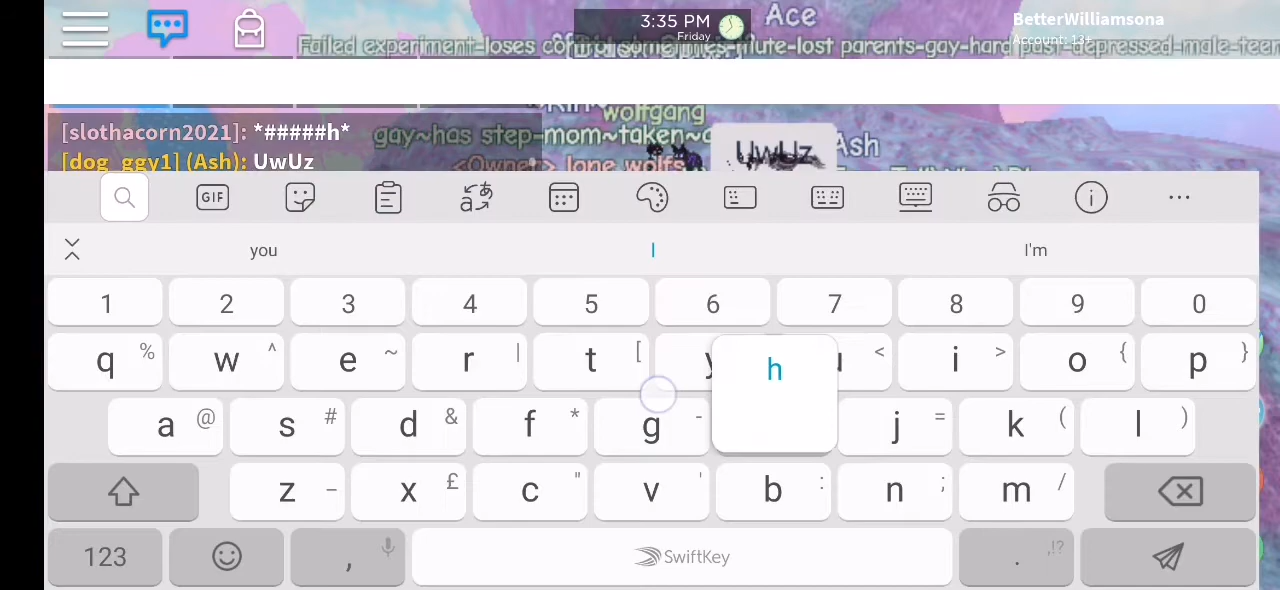 3:35 PM
Friday
Ace
BetterWilliamsona
Account: 13+
Failed experiment-loses mute-lost parents-gay-hard past-depressed-male-teen
wolfgang
[slothacorn2021]: *#####h*
gay~has step-mom~taken~
UwUz
Ash
[dog_ggy1] (Ash): UwUz
<Owner> lone wolfs
GIF
you
I
I'm
1 2 3 4 5 6 7 8 9 0
q % w ^ e ~ r | t [ y h u < i > o { p }
a @ s # d & f * g - j = k ( l )
z _ x £ c " v ' b : n ; m /
123 , SwiftKey . ,!?